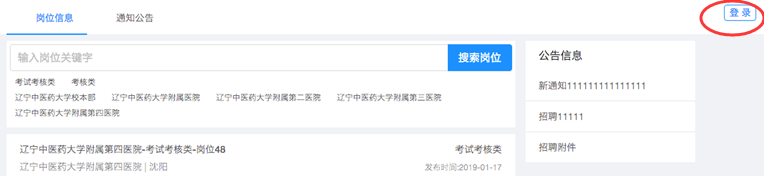 岗位信息 通知公告 登 录
输入岗位关键字 搜索岗位
考试考核类 考核类
辽宁中医药大学校本部 辽宁中医药大学附属医院 辽宁中医药大学附属第二医院 辽宁中医药大学附属第三医院
辽宁中医药大学附属第四医院
辽宁中医药大学附属第四医院-考试考核类-岗位48 考试考核类
辽宁中医药大学附属第四医院 | 沈阳 发布时间:2019-01-17
公告信息
新通知111111111111111
招聘11111
招聘附件